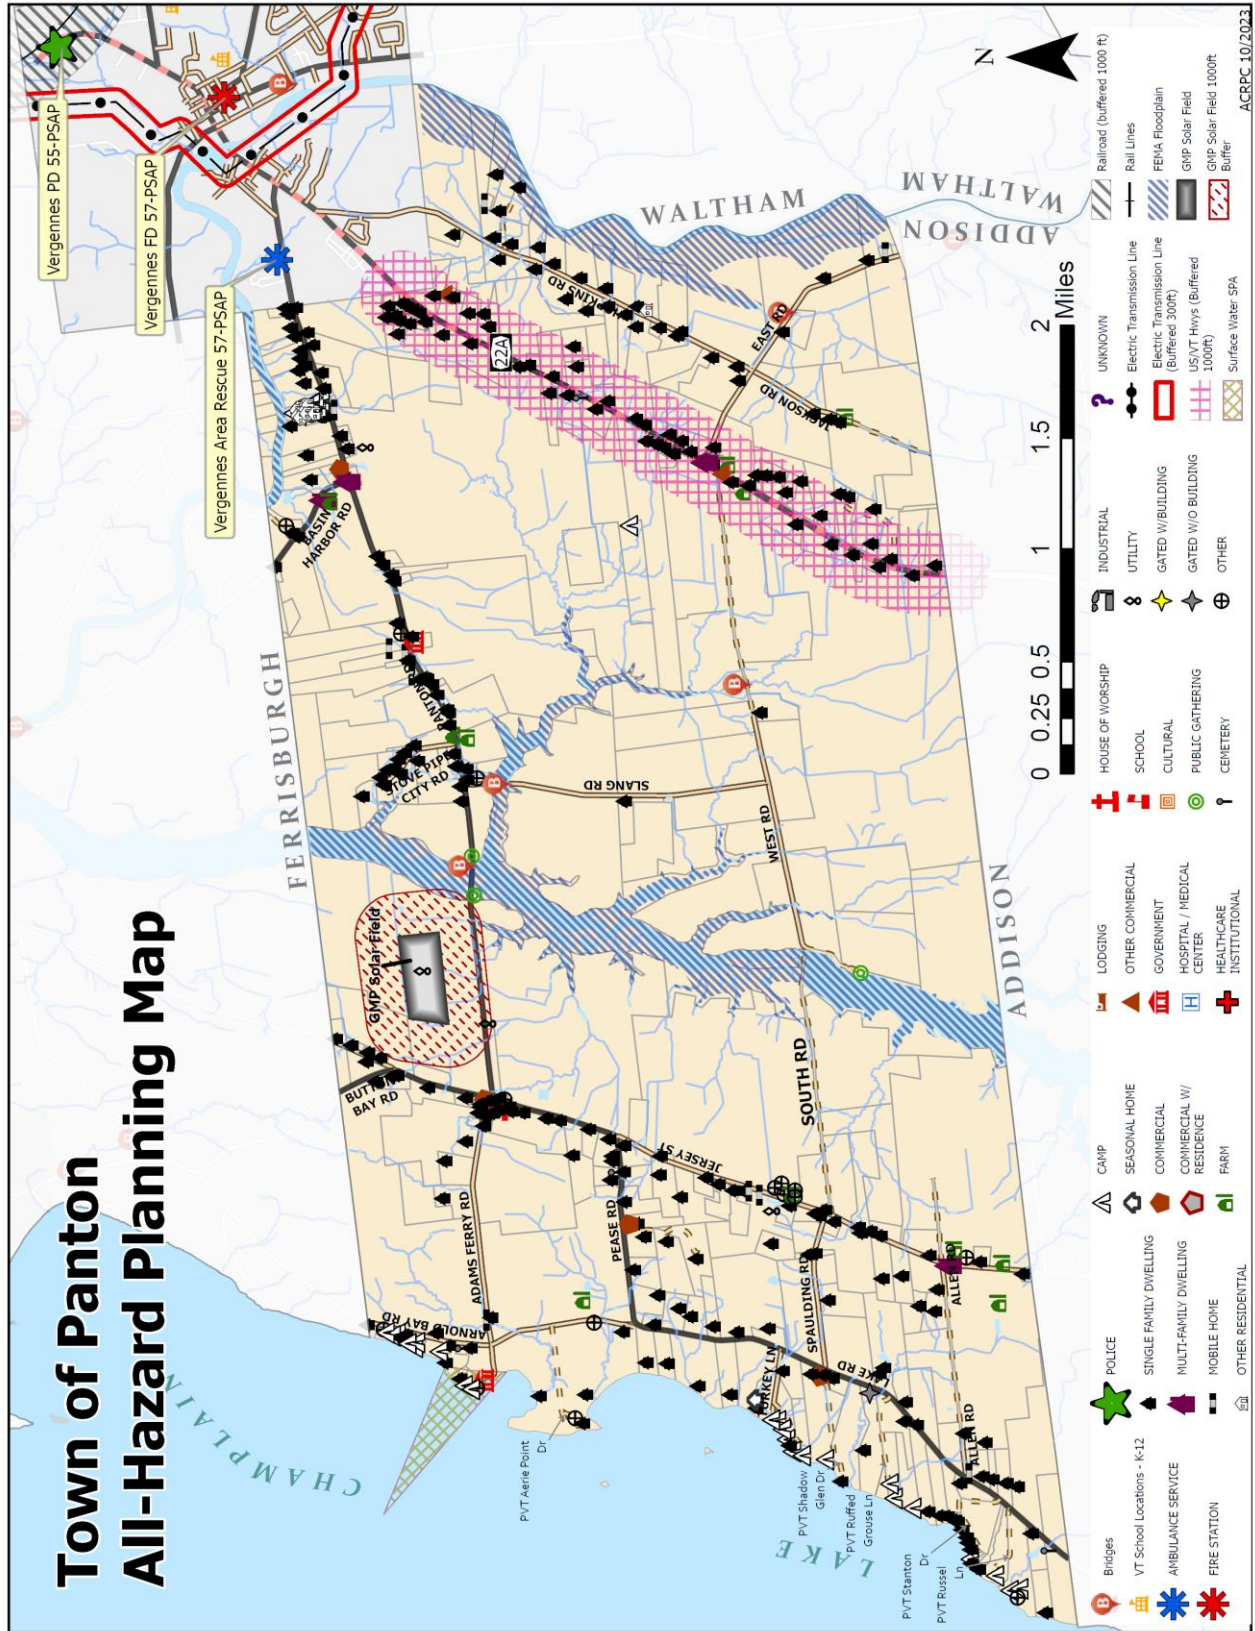 Town of Panton
All-Hazard Planning Map
Vergennes PD 55-PSAP
Vergennes FD 57-PSAP
Vergennes Area Rescue 57-PSAP
FERRISBURGH
WALTHAM
WALTHAM
ADDISON
ADDISON
LAKE
CHAMPLAIN
N
GMP Solar Field
BUTTON
BAY RD
ADAMS FERRY RD
ARNOLD BAY RD
PEASE RD
JERSEY ST
SPAULDING RD
TURKEY LN
LAKE RD
ALLEN RD
ALLEN RD
SOUTH RD
WEST RD
SLANG RD
STOVE PIPE
CITY RD
PANTON RD
BASIN
HARBOR RD
22A
EAST RD
JACKSON RD
B
B
B
B
B
PVT Aerie Point
Dr
PVT Shadow
Glen Dr
PVT Ruffed
Grouse Ln
PVT Stanton
Dr
PVT Russel
Ln
0 0.25 0.5 1 1.5 2
Miles
Bridges
VT School Locations - K-12
AMBULANCE SERVICE
FIRE STATION
POLICE
SINGLE FAMILY DWELLING
MULTI-FAMILY DWELLING
MOBILE HOME
OTHER RESIDENTIAL
CAMP
SEASONAL HOME
COMMERCIAL
COMMERCIAL W/
RESIDENCE
FARM
LODGING
OTHER COMMERCIAL
GOVERNMENT
HOSPITAL / MEDICAL
CENTER
HEALTHCARE
INSTITUTIONAL
HOUSE OF WORSHIP
SCHOOL
CULTURAL
PUBLIC GATHERING
CEMETERY
INDUSTRIAL
UTILITY
GATED W/BUILDING
GATED W/O BUILDING
OTHER
UNKNOWN
Electric Transmission Line
Electric Transmission Line
(Buffered 300ft)
US/VT Hwys (Buffered
1000ft)
Surface Water SPA
Railroad (buffered 1000 ft)
Rail Lines
FEMA Floodplain
GMP Solar Field
GMP Solar Field 1000ft
Buffer
ACRPC 10/2023